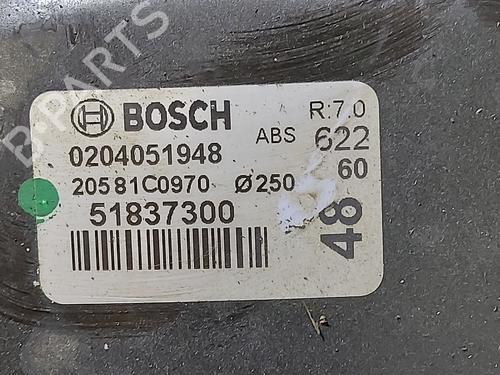 B-PARTS
BOSCH
R:7.0
ABS 622
0204051948
60
20581C0970 Ø250
51837300
48